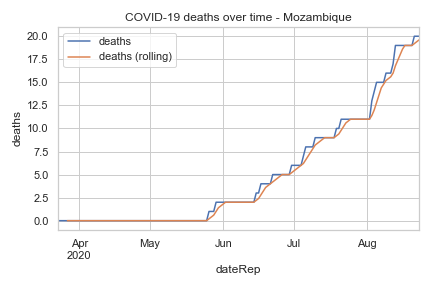 COVID-19 deaths over time - Mozambique
deaths
deaths (rolling)
20.0
17.5
15.0
12.5
10.0
7.5
5.0
2.5
0.0
deaths
Apr
2020
May
Jun
Jul
Aug
dateRep